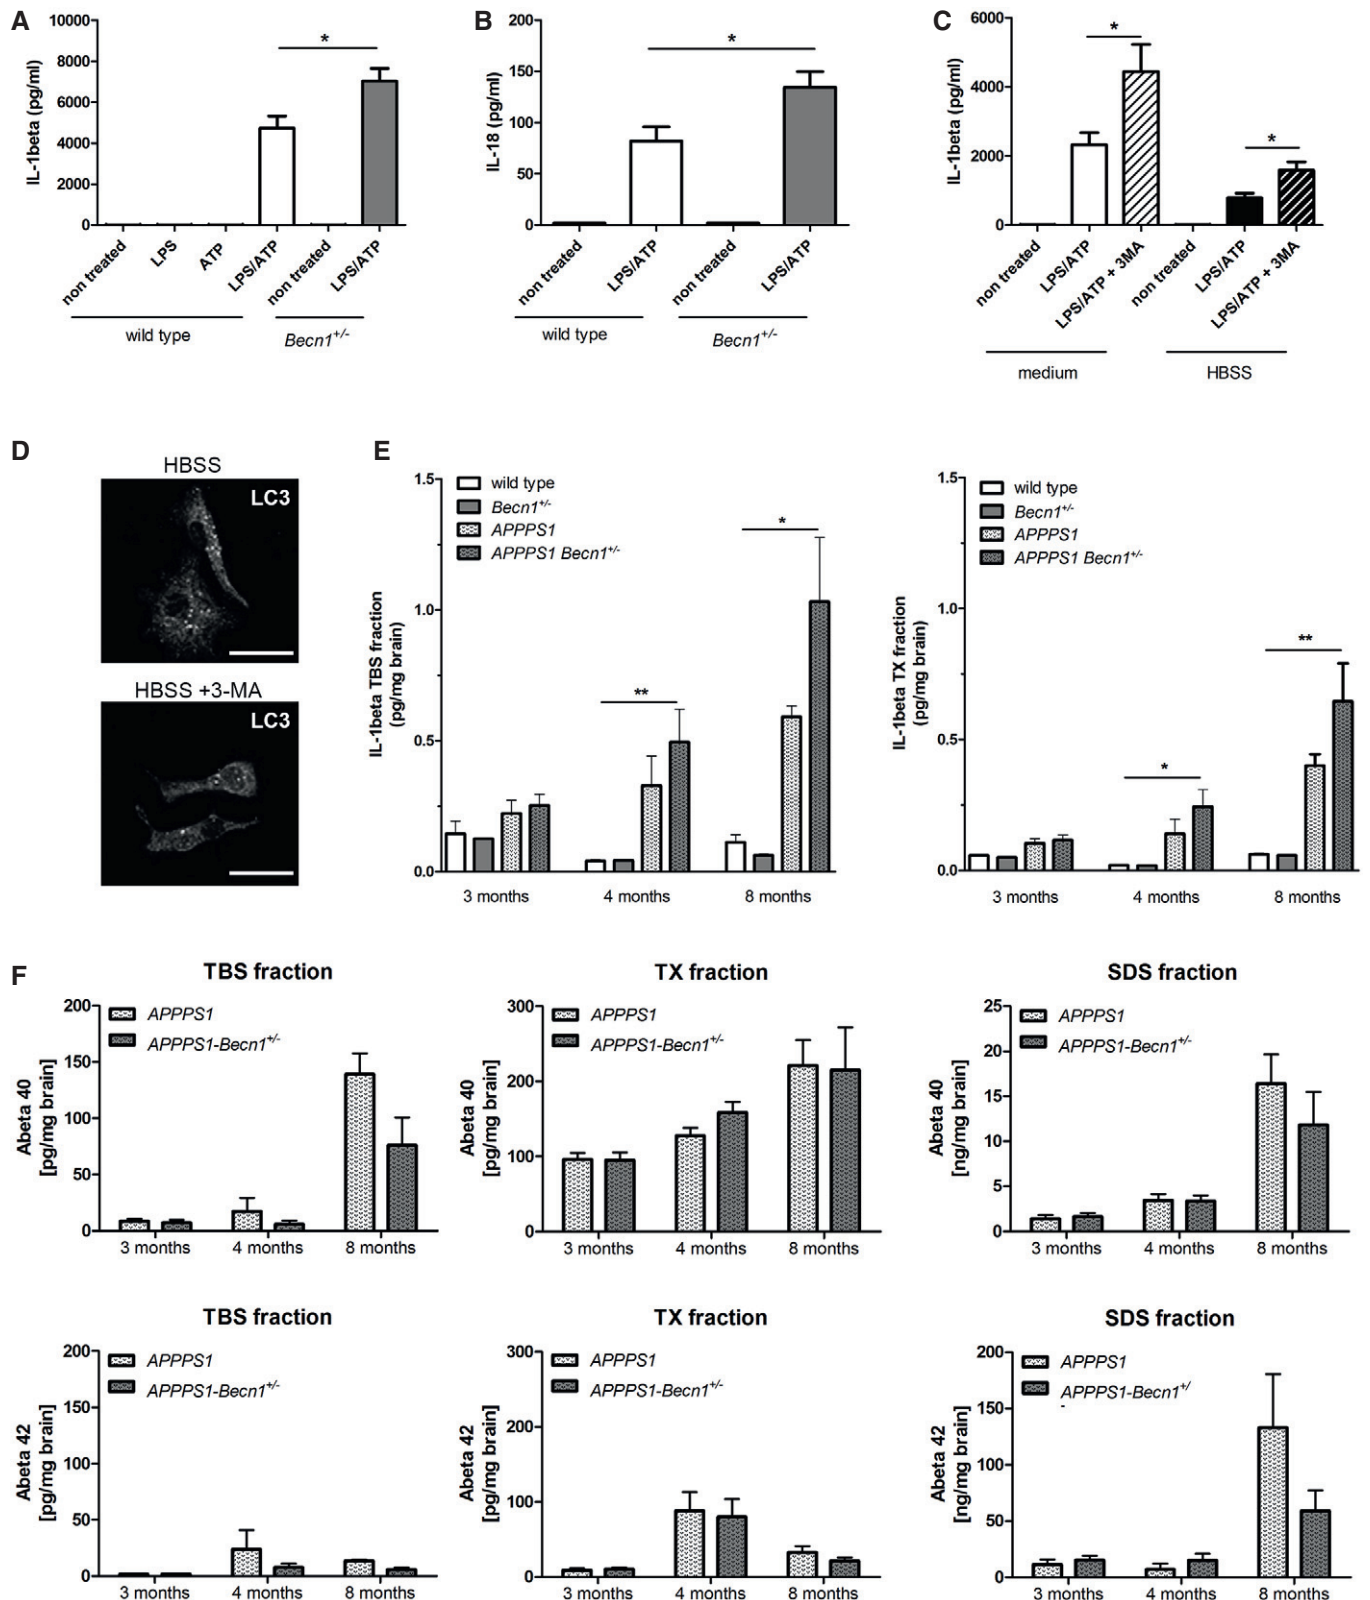 A
IL-1beta (pg/ml)
10000
8000
6000
4000
2000
0
*
non treated
LPS
ATP
LPS/ATP
non treated
LPS/ATP
wild type
Becn1+/-
B
IL-18 (pg/ml)
200
150
100
50
0
*
non treated
LPS/ATP
non treated
LPS/ATP
wild type
Becn1+/-
C
IL-1beta (pg/ml)
6000
4000
2000
0
*
*
non treated
LPS/ATP
LPS/ATP + 3MA
non treated
LPS/ATP
LPS/ATP + 3MA
medium
HBSS
D
HBSS
LC3
HBSS +3-MA
LC3
E
IL-1beta TBS fraction
(pg/mg brain)
1.5
1.0
0.5
0.0
wild type
Becn1+/-
APPPS1
APPPS1 Becn1+/-
**
*
3 months
4 months
8 months
IL-1beta TX fraction
(pg/mg brain)
1.5
1.0
0.5
0.0
wild type
Becn1+/-
APPPS1
APPPS1 Becn1+/-
*
**
3 months
4 months
8 months
F
TBS fraction
Abeta 40
[pg/mg brain]
200
150
100
50
0
APPPS1
APPPS1-Becn1+/-
3 months
4 months
8 months
TX fraction
Abeta 40
[pg/mg brain]
300
200
100
0
APPPS1
APPPS1-Becn1+/-
3 months
4 months
8 months
SDS fraction
Abeta 40
[ng/mg brain]
25
20
15
10
5
0
APPPS1
APPPS1-Becn1+/-
3 months
4 months
8 months
TBS fraction
Abeta 42
[pg/mg brain]
200
150
100
50
0
APPPS1
APPPS1-Becn1+/-
3 months
4 months
8 months
TX fraction
Abeta 42
[pg/mg brain]
300
200
100
0
APPPS1
APPPS1-Becn1+/-
3 months
4 months
8 months
SDS fraction
Abeta 42
[ng/mg brain]
200
150
100
50
0
APPPS1
APPPS1-Becn1+/
-
3 months
4 months
8 months